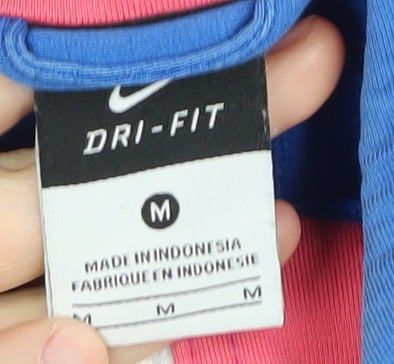 DRI-FIT
M
MADE IN INDONESIA
FABRIQUE EN INDONESIE
M M M